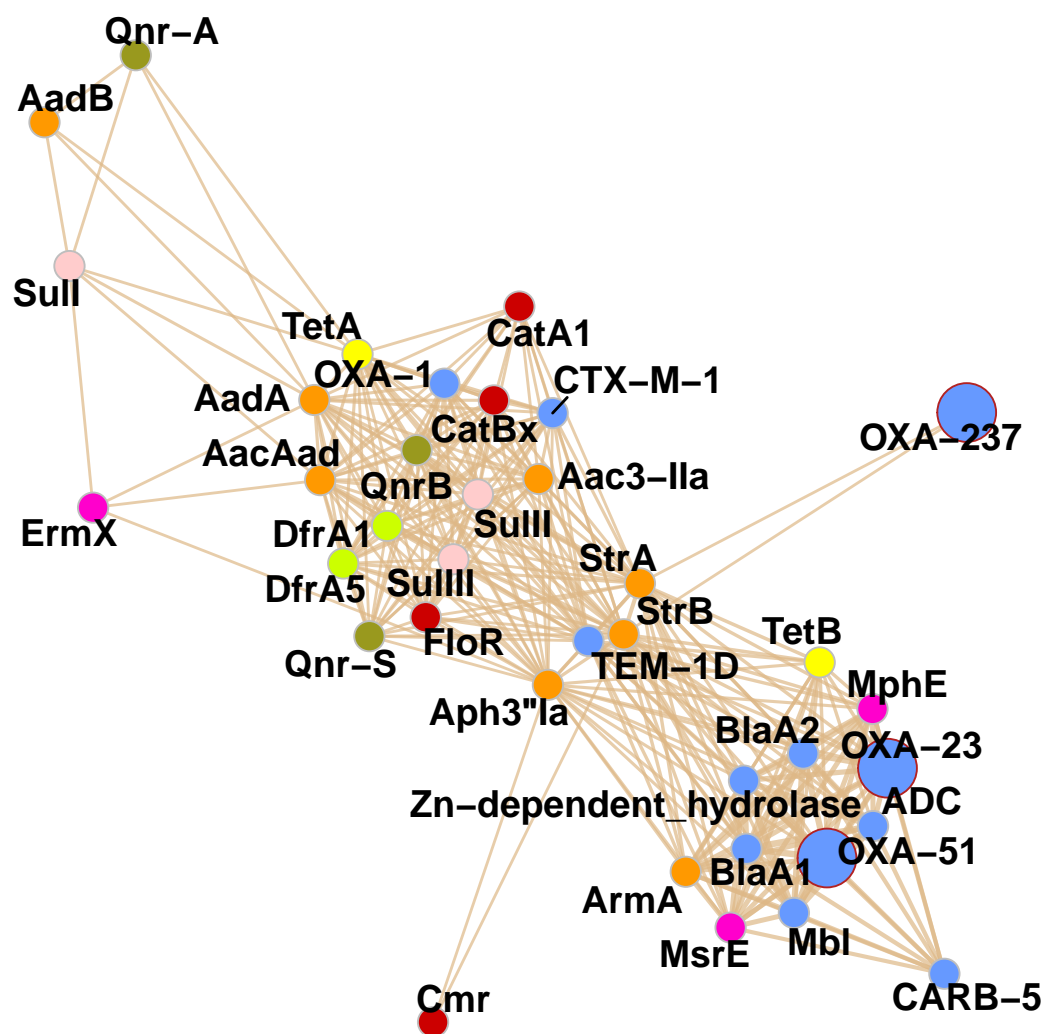 Qnr−A
AadB
SulI
TetA
CatA1
OXA−1
CTX−M−1
AadA
CatBx
OXA−237
AacAad
QnrB
Aac3−IIa
SulII
ErmX
DfrA1
StrA
DfrA5
SulIII
StrB
FloR
TetB
Qnr−S
TEM−1D
MphE
Aph3"Ia
BlaA2
OXA−23
Zn−dependent_hydrolase
ADC
OXA−51
BlaA1
ArmA
Mbl
MsrE
Cmr
CARB−5